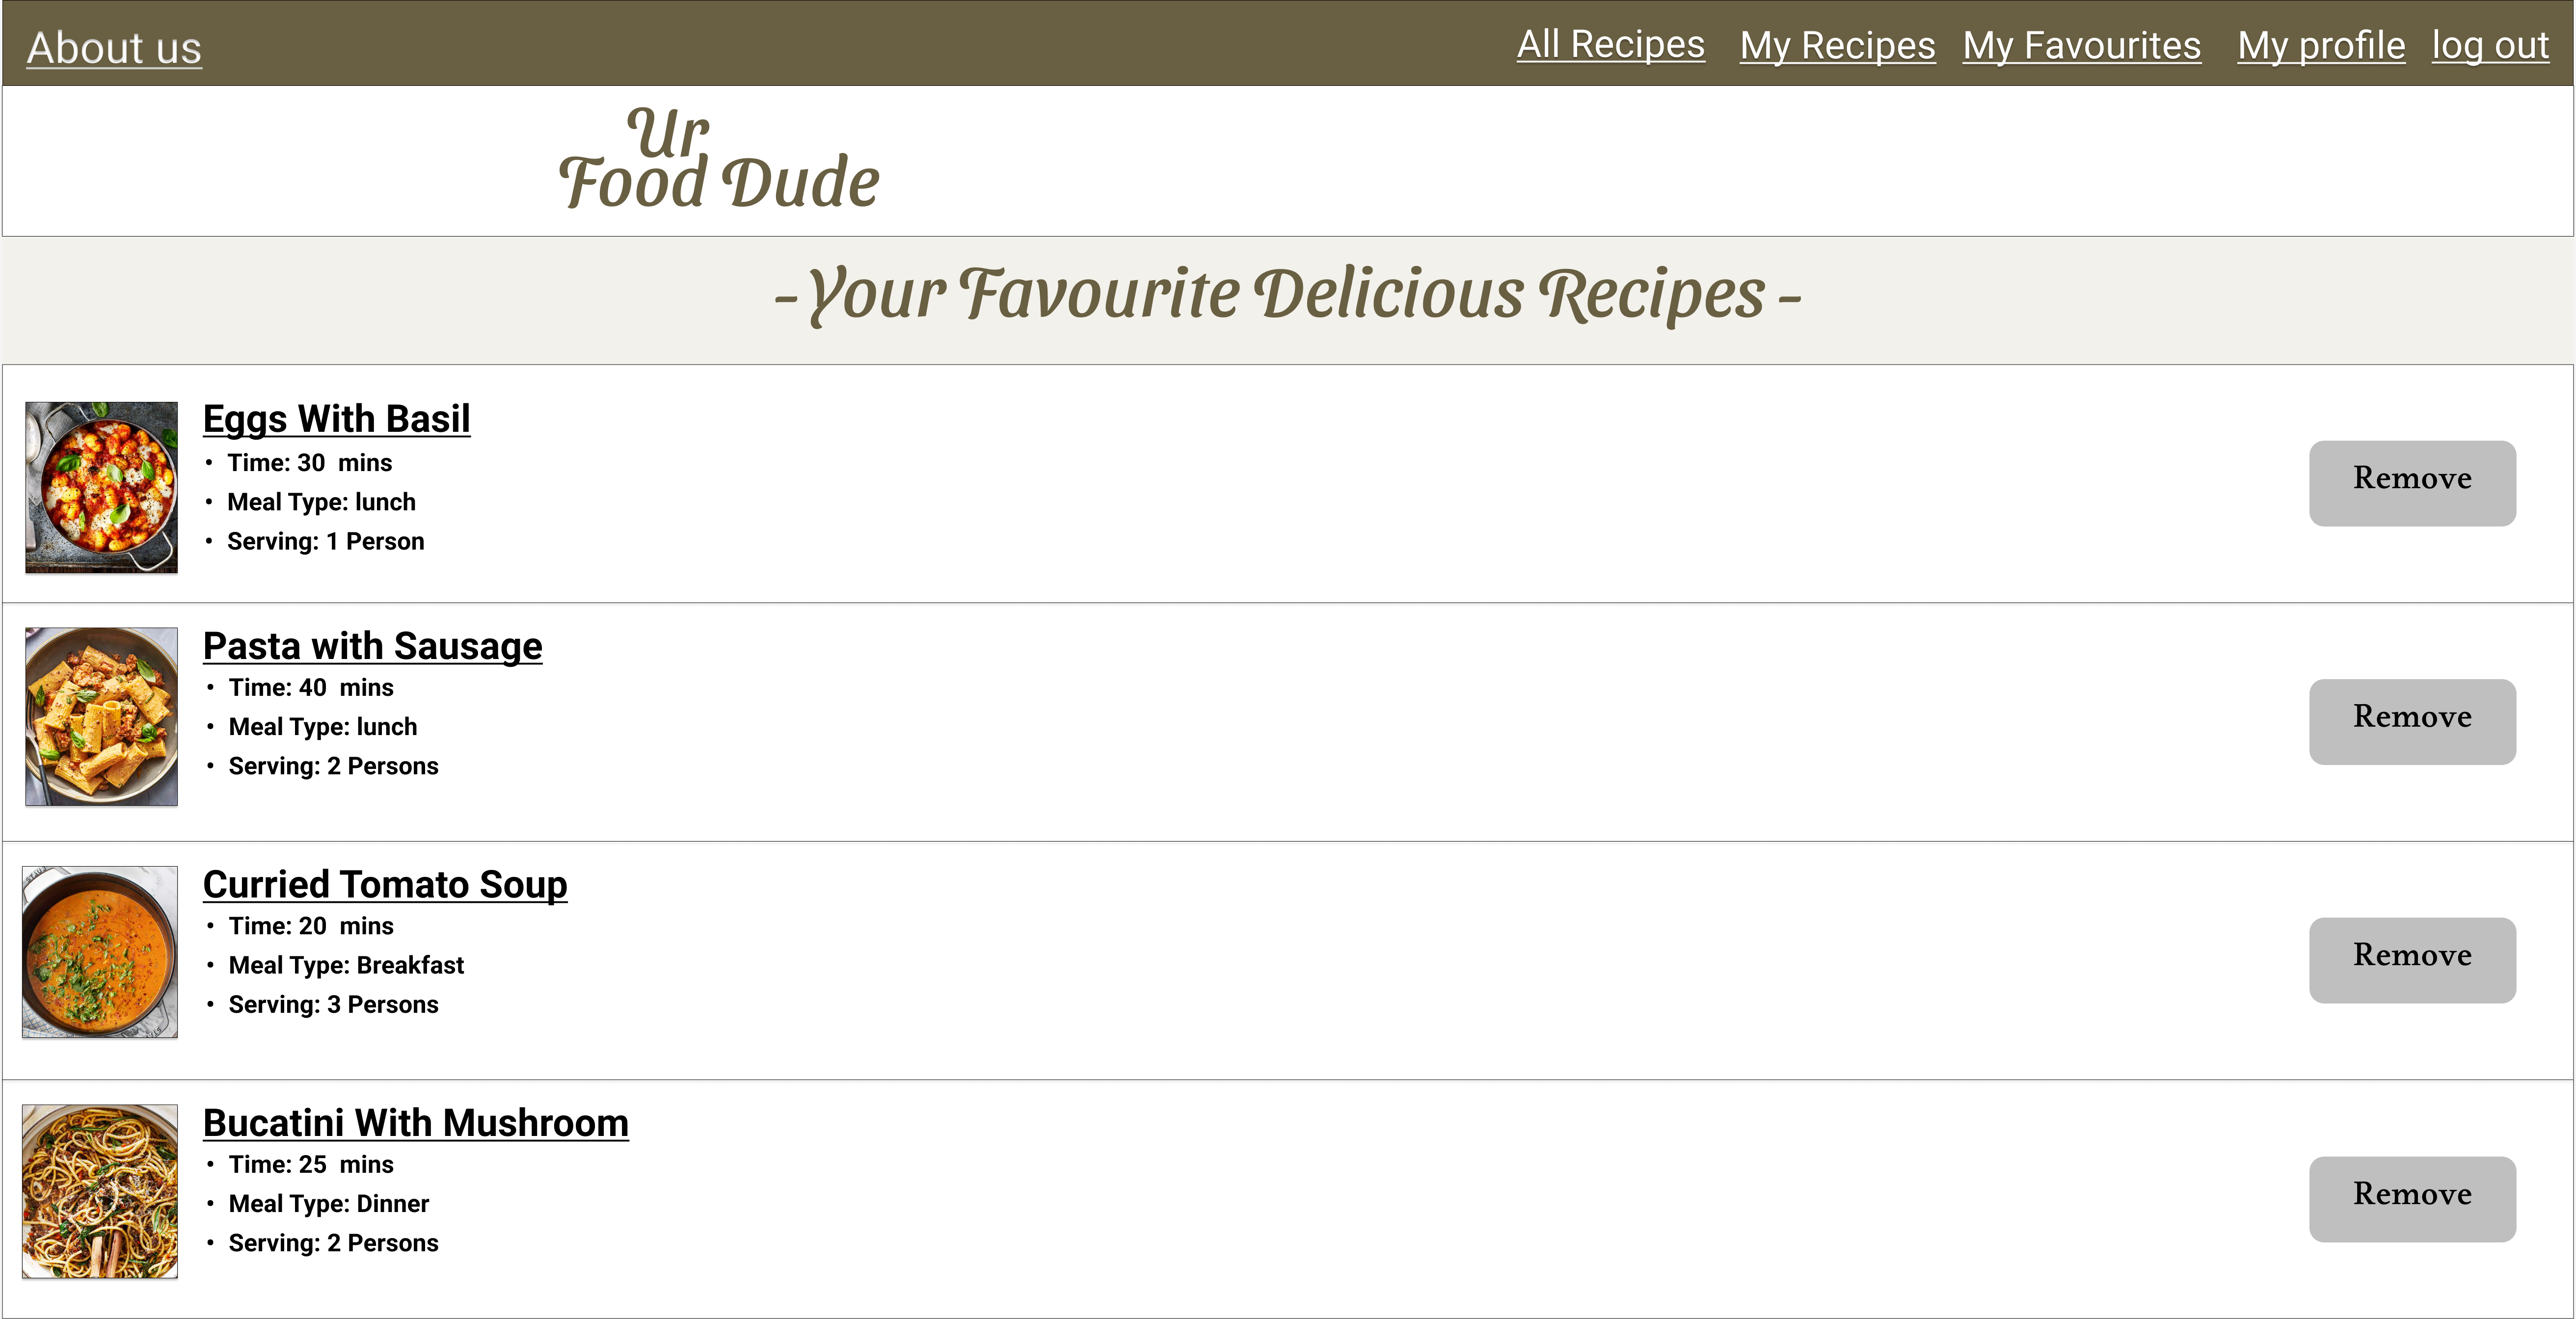 About us
All Recipes My Recipes My Favourites My profile log out
Ur
Food Dude
-Your Favourite Delicious Recipes -
Eggs With Basil
• Time: 30 mins
• Meal Type: lunch
• Serving: 1 Person
Remove
Pasta with Sausage
• Time: 40 mins
• Meal Type: lunch
• Serving: 2 Persons
Remove
Curried Tomato Soup
• Time: 20 mins
• Meal Type: Breakfast
• Serving: 3 Persons
Remove
Bucatini With Mushroom
• Time: 25 mins
• Meal Type: Dinner
• Serving: 2 Persons
Remove